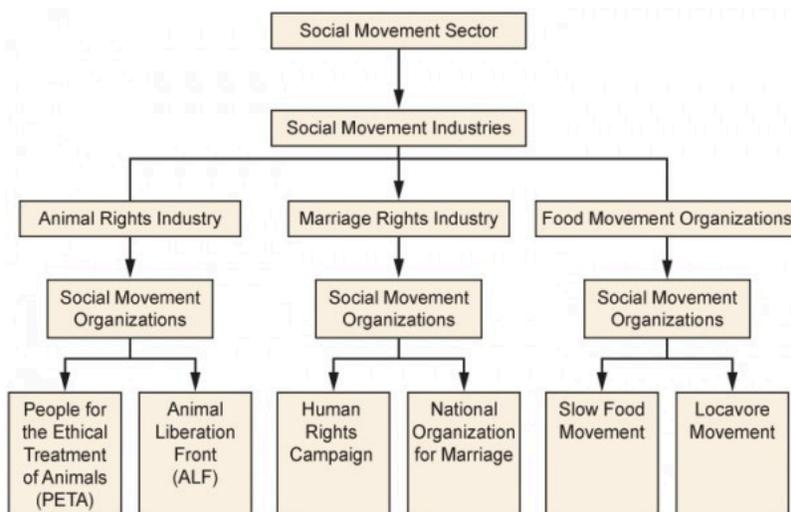 Social Movement Sector
Social Movement Industries
Animal Rights Industry
Marriage Rights Industry
Food Movement Organizations
Social Movement
Organizations
Social Movement
Organizations
Social Movement
Organizations
People for
the Ethical
Treatment
of Animals
(PETA)
Animal
Liberation
Front
(ALF)
Human
Rights
Campaign
National
Organization
for Marriage
Slow Food
Movement
Locavore
Movement